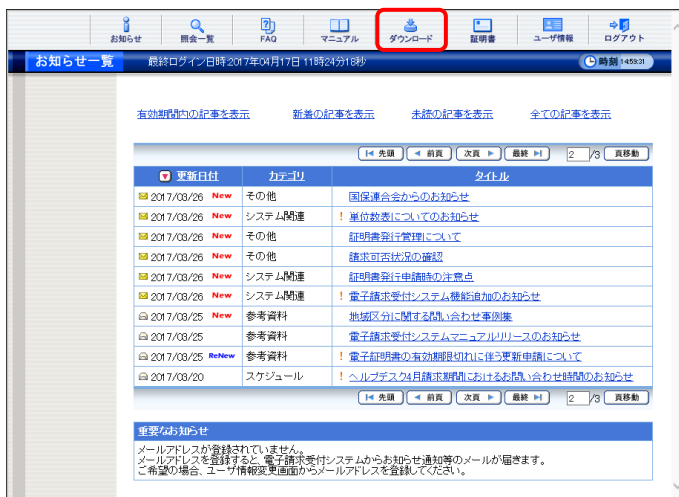 お知らせ 照会一覧 FAQ マニュアル ダウンロード 証明書 ユーザ情報 ログアウト
お知らせ一覧 最終ログイン日時:2017年04月17日 11時24分18秒 時刻 14:59:31
有効期間内の記事を表示 新着の記事を表示 未読の記事を表示 全ての記事を表示
先頭 前頁 次頁 最終 2 /3 頁移動
更新日付 カテゴリ タイトル
2017/03/26 New その他 国保連合会からのお知らせ
2017/03/26 New システム関連 ! 単位数表についてのお知らせ
2017/03/26 New その他 証明書発行管理について
2017/03/26 New その他 請求可否状況の確認
2017/03/26 New システム関連 証明書発行申請時の注意点
2017/03/26 New システム関連 ! 電子請求受付システム機能追加のお知らせ
2017/03/25 New 参考資料 地域区分に関する問い合わせ事例集
2017/03/25 参考資料 電子請求受付システムマニュアルリリースのお知らせ
2017/03/25 ReNew 参考資料 ! 電子証明書の有効期限切れに伴う更新申請について
2017/03/20 スケジュール ! ヘルプデスク4月請求期間におけるお問い合わせ時間のお知らせ
先頭 前頁 次頁 最終 2 /3 頁移動
重要なお知らせ
メールアドレスが登録されていません。
メールアドレスを登録すると、電子請求受付システムからお知らせ通知等のメールが届きます。
ご希望の場合、ユーザ情報変更画面からメールアドレスを登録してください。